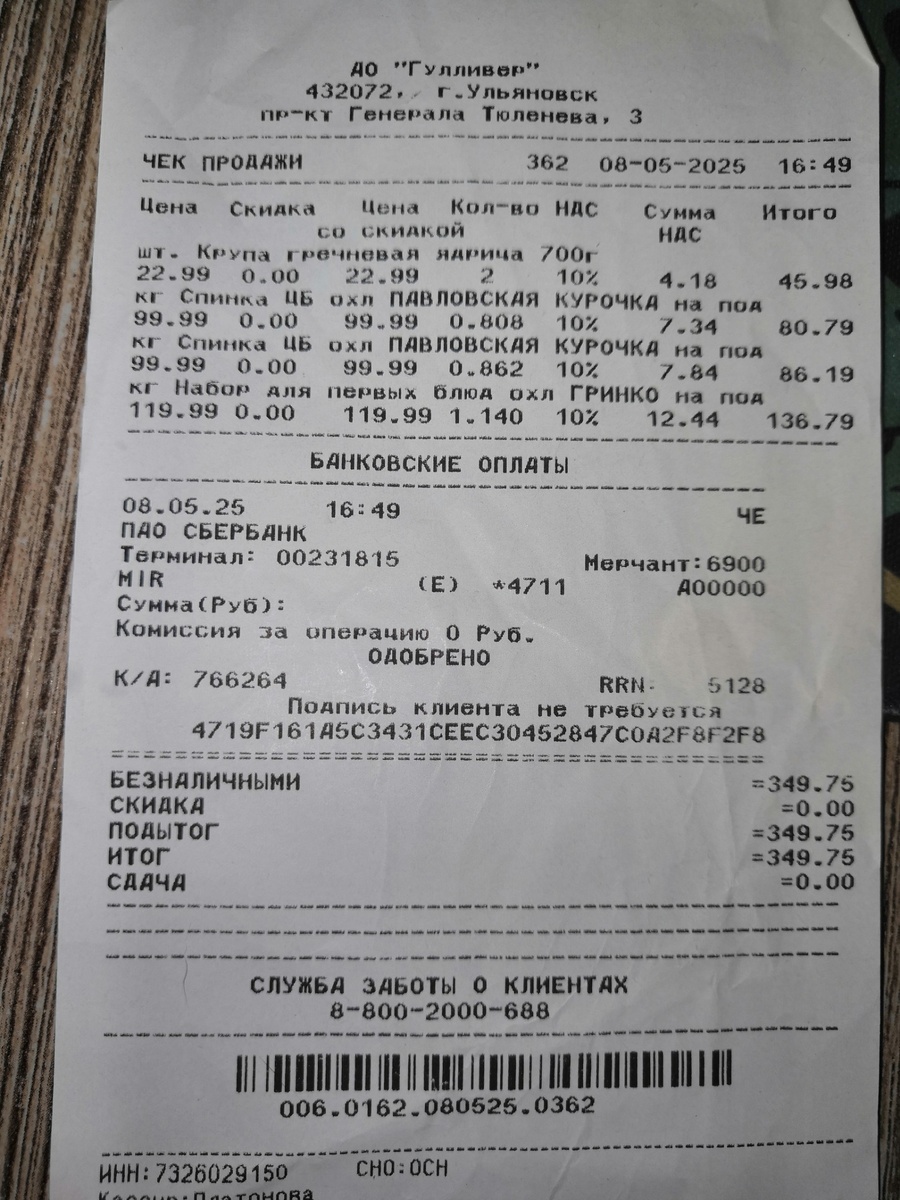 АО "Гулливер"
432072, г.Ульяновск
пр-кт Генерала Тюленева, 3
ЧЕК ПРОДАЖИ 362 08-05-2025 16:49
Цена Скидка Цена Кол-во НДС Сумма Итого
со скидкой НДС
шт. Крупа гречневая ядрица 700г
22.99 0.00 22.99 2 10% 4.18 45.98
кг Спинка ЦБ охл ПАВЛОВСКАЯ КУРОЧКА на под
99.99 0.00 99.99 0.808 10% 7.34 80.79
кг Спинка ЦБ охл ПАВЛОВСКАЯ КУРОЧКА на под
99.99 0.00 99.99 0.862 10% 7.84 86.19
кг Набор для первых блюд охл ГРИНКО на под
119.99 0.00 119.99 1.140 10% 12.44 136.79
БАНКОВСКИЕ ОПЛАТЫ
08.05.25 16:49 ЧЕ
ПАО СБЕРБАНК
Терминал: 00231815 Мерчант:6900
MIR (E) *4711 A00000
Сумма(Руб):
Комиссия за операцию 0 Руб.
ОДОБРЕНО
К/А: 766264 RRN: 5128
Подпись клиента не требуется
4719F161A5C3431CEEC30452847C0A2F8F2F8
БЕЗНАЛИЧНЫМИ =349.75
СКИДКА =0.00
ПОДЫТОГ =349.75
ИТОГ =349.75
СДАЧА =0.00
СЛУЖБА ЗАБОТЫ О КЛИЕНТАХ
8-800-2000-688
006.0162.080525.0362
ИНН:7326029150 СНО:ОСН
Кассир:Платонова